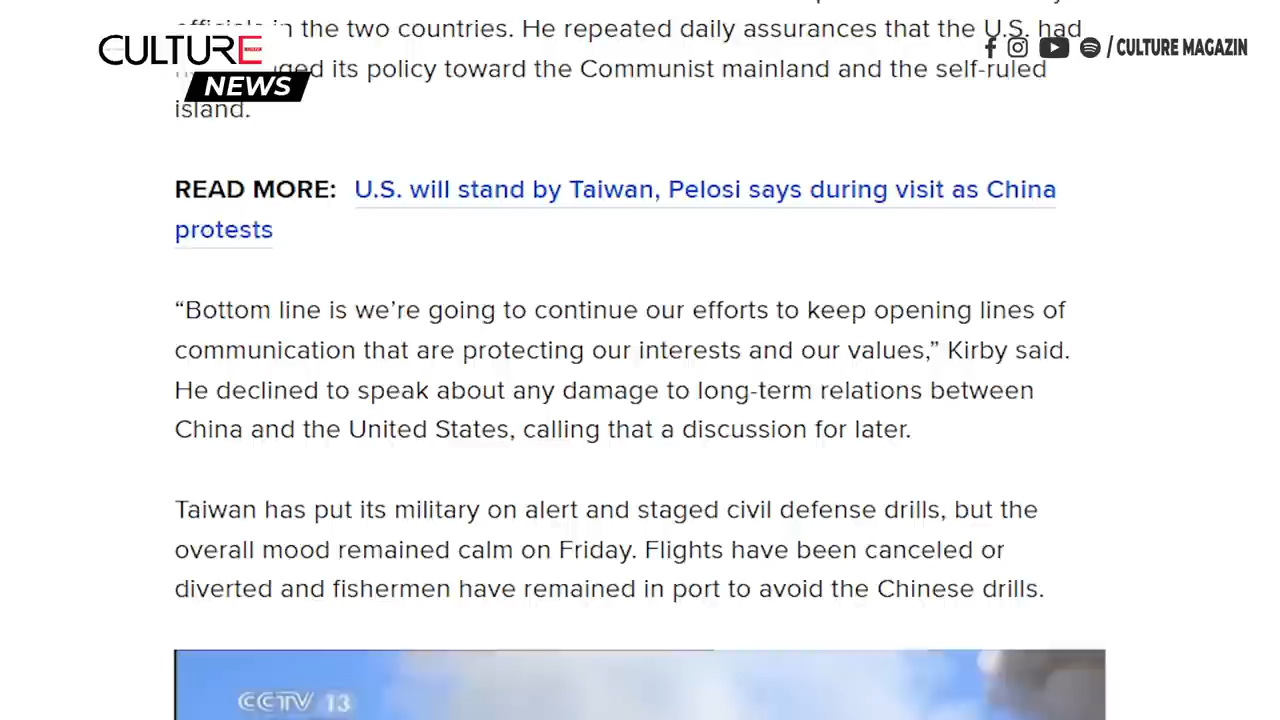 in the two countries. He repeated daily assurances that the U.S. had
CULTURE
NEWS
/ CULTURE MAGAZIN
its policy toward the Communist mainland and the self-ruled
island.
READ MORE: U.S. will stand by Taiwan, Pelosi says during visit as China
protests
“Bottom line is we’re going to continue our efforts to keep opening lines of
communication that are protecting our interests and our values,” Kirby said.
He declined to speak about any damage to long-term relations between
China and the United States, calling that a discussion for later.
Taiwan has put its military on alert and staged civil defense drills, but the
overall mood remained calm on Friday. Flights have been canceled or
diverted and fishermen have remained in port to avoid the Chinese drills.
CCTV 13